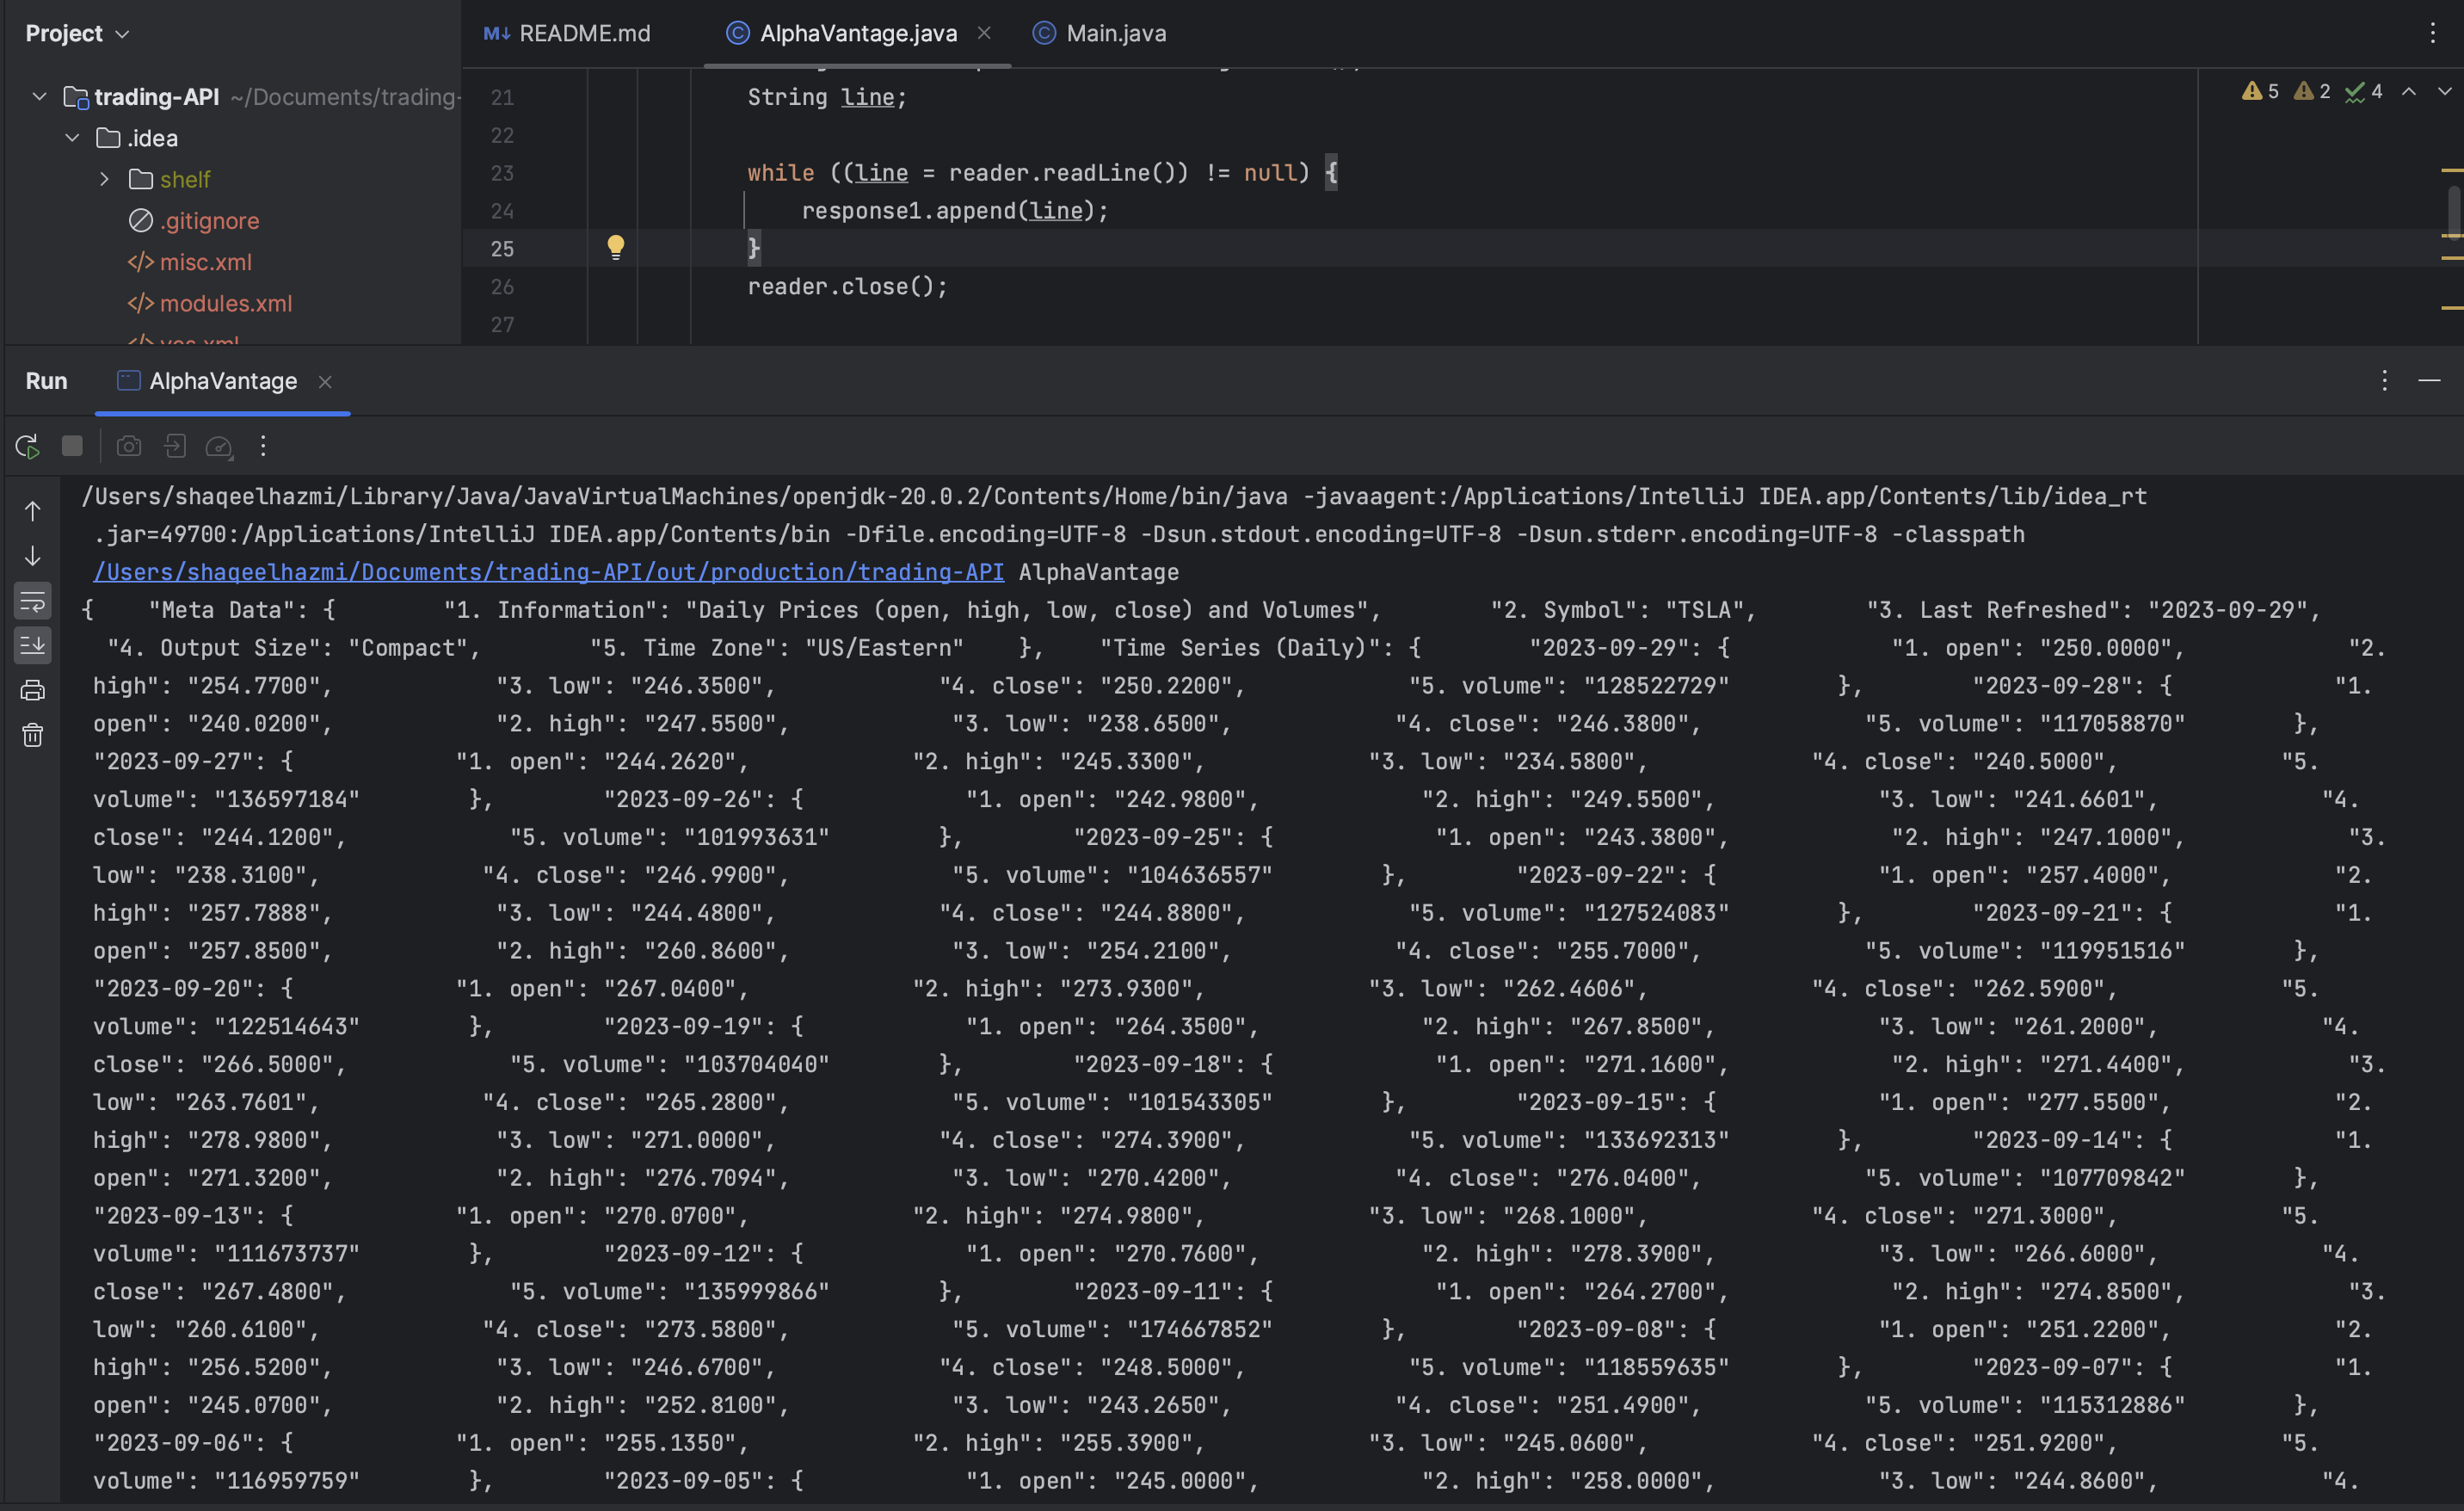 Project
README.md
AlphaVantage.java
Main.java
trading-API ~/Documents/trading-
.idea
shelf
.gitignore
misc.xml
modules.xml
21 String line;
22
23 while ((line = reader.readLine()) != null) {
24 response1.append(line);
25 }
26 reader.close();
27
5 2 4
Run AlphaVantage
/Users/shaqeelhazmi/Library/Java/JavaVirtualMachines/openjdk-20.0.2/Contents/Home/bin/java -javaagent:/Applications/IntelliJ IDEA.app/Contents/lib/idea_rt
.jar=49700:/Applications/IntelliJ IDEA.app/Contents/bin -Dfile.encoding=UTF-8 -Dsun.stdout.encoding=UTF-8 -Dsun.stderr.encoding=UTF-8 -classpath
/Users/shaqeelhazmi/Documents/trading-API/out/production/trading-API AlphaVantage
{ "Meta Data": { "1. Information": "Daily Prices (open, high, low, close) and Volumes", "2. Symbol": "TSLA", "3. Last Refreshed": "2023-09-29",
"4. Output Size": "Compact", "5. Time Zone": "US/Eastern" }, "Time Series (Daily)": { "2023-09-29": { "1. open": "250.0000", "2.
high": "254.7700", "3. low": "246.3500", "4. close": "250.2200", "5. volume": "128522729" }, "2023-09-28": { "1.
open": "240.0200", "2. high": "247.5500", "3. low": "238.6500", "4. close": "246.3800", "5. volume": "117058870" },
"2023-09-27": { "1. open": "244.2620", "2. high": "245.3300", "3. low": "234.5800", "4. close": "240.5000", "5.
volume": "136597184" }, "2023-09-26": { "1. open": "242.9800", "2. high": "249.5500", "3. low": "241.6601", "4.
close": "244.1200", "5. volume": "101993631" }, "2023-09-25": { "1. open": "243.3800", "2. high": "247.1000", "3.
low": "238.3100", "4. close": "246.9900", "5. volume": "104636557" }, "2023-09-22": { "1. open": "257.4000", "2.
high": "257.7888", "3. low": "244.4800", "4. close": "244.8800", "5. volume": "127524083" }, "2023-09-21": { "1.
open": "257.8500", "2. high": "260.8600", "3. low": "254.2100", "4. close": "255.7000", "5. volume": "119951516" },
"2023-09-20": { "1. open": "267.0400", "2. high": "273.9300", "3. low": "262.4606", "4. close": "262.5900", "5.
volume": "122514643" }, "2023-09-19": { "1. open": "264.3500", "2. high": "267.8500", "3. low": "261.2000", "4.
close": "266.5000", "5. volume": "103704040" }, "2023-09-18": { "1. open": "271.1600", "2. high": "271.4400", "3.
low": "263.7601", "4. close": "265.2800", "5. volume": "101543305" }, "2023-09-15": { "1. open": "277.5500", "2.
high": "278.9800", "3. low": "271.0000", "4. close": "274.3900", "5. volume": "133692313" }, "2023-09-14": { "1.
open": "271.3200", "2. high": "276.7094", "3. low": "270.4200", "4. close": "276.0400", "5. volume": "107709842" },
"2023-09-13": { "1. open": "270.0700", "2. high": "274.9800", "3. low": "268.1000", "4. close": "271.3000", "5.
volume": "111673737" }, "2023-09-12": { "1. open": "270.7600", "2. high": "278.3900", "3. low": "266.6000", "4.
close": "267.4800", "5. volume": "135999866" }, "2023-09-11": { "1. open": "264.2700", "2. high": "274.8500", "3.
low": "260.6100", "4. close": "273.5800", "5. volume": "174667852" }, "2023-09-08": { "1. open": "251.2200", "2.
high": "256.5200", "3. low": "246.6700", "4. close": "248.5000", "5. volume": "118559635" }, "2023-09-07": { "1.
open": "245.0700", "2. high": "252.8100", "3. low": "243.2650", "4. close": "251.4900", "5. volume": "115312886" },
"2023-09-06": { "1. open": "255.1350", "2. high": "255.3900", "3. low": "245.0600", "4. close": "251.9200", "5.
volume": "116959759" }, "2023-09-05": { "1. open": "245.0000", "2. high": "258.0000", "3. low": "244.8600", "4.